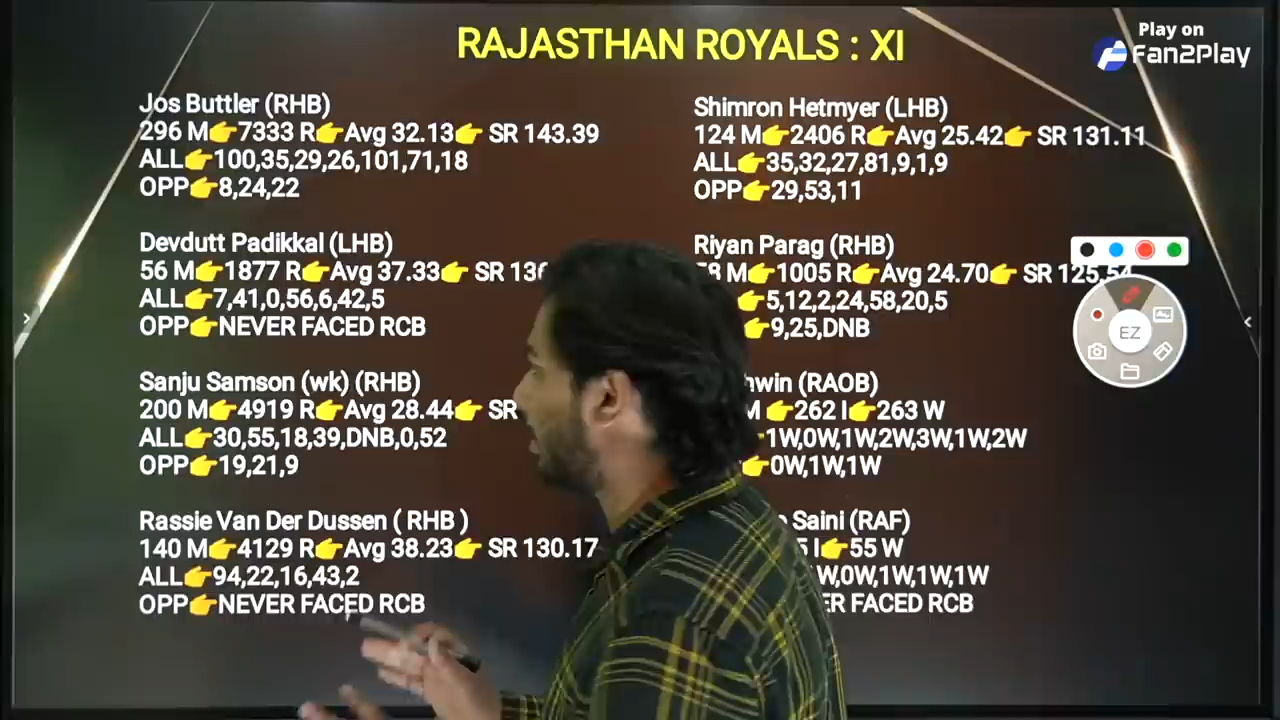 RAJASTHAN ROYALS : XI
Play on
Fan2Play
Jos Buttler (RHB)
296 M👉7333 R👉Avg 32.13👉 SR 143.39
ALL👉100,35,29,26,101,71,18
OPP👉8,24,22
Devdutt Padikkal (LHB)
56 M👉1877 R👉Avg 37.33👉 SR
ALL👉7,41,0,56,6,42,5
OPP👉NEVER FACED RCB
Sanju Samson (wk) (RHB)
200 M👉4919 R👉Avg 28.44👉 SR
ALL👉30,55,18,39,DNB,0,52
OPP👉19,21,9
Rassie Van Der Dussen ( RHB )
140 M👉4129 R👉Avg 38.23👉 SR 130.17
ALL👉94,22,16,43,2
OPP👉NEVER FACED RCB
Shimron Hetmyer (LHB)
124 M👉2406 R👉Avg 25.42👉 SR 131.11
ALL👉35,32,27,81,9,1,9
OPP👉29,53,11
Riyan Parag (RHB)
M👉1005 R👉Avg 24.70👉 SR 125.54
👉5,12,2,24,58,20,5
👉9,25,DNB
(RAOB)
👉262 I👉263 W
1W,0W,1W,2W,3W,1W,2W
👉0W,1W,1W
Saini (RAF)
I👉55 W
0W,1W,1W,1W
FACED RCB
EZ